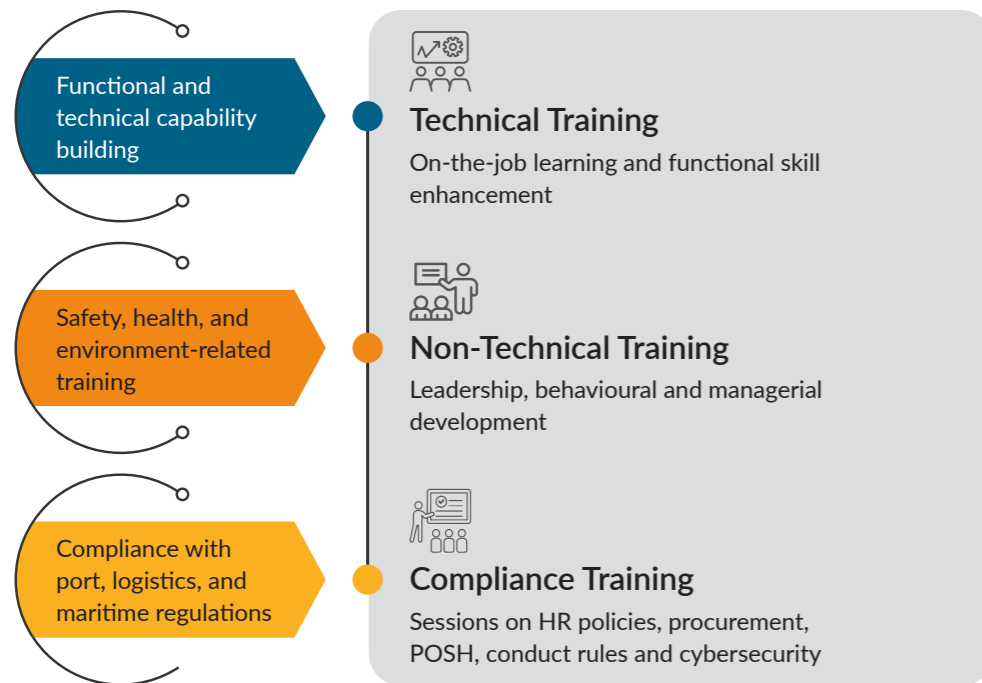 Functional and
technical capability
building
Technical Training
On-the-job learning and functional skill
enhancement
Safety, health, and
environment-related
training
Non-Technical Training
Leadership, behavioural and managerial
development
Compliance with
port, logistics, and
maritime regulations
Compliance Training
Sessions on HR policies, procurement,
POSH, conduct rules and cybersecurity